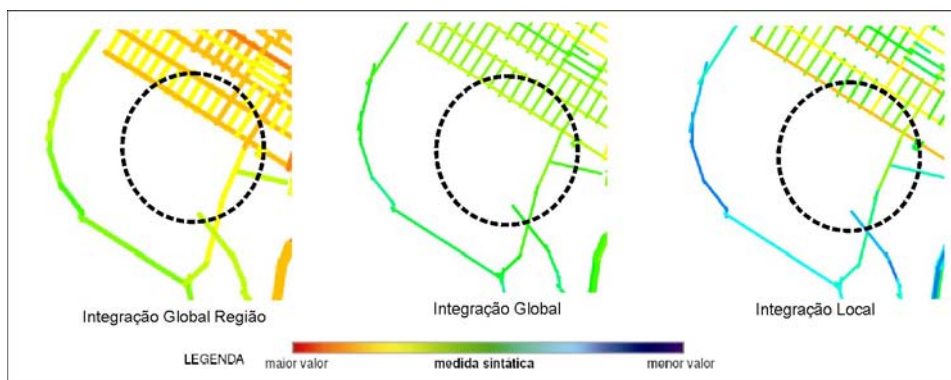 Integração Global Região
Integração Global
Integração Local
LEGENDA
maior valor
medida sintática
menor valor